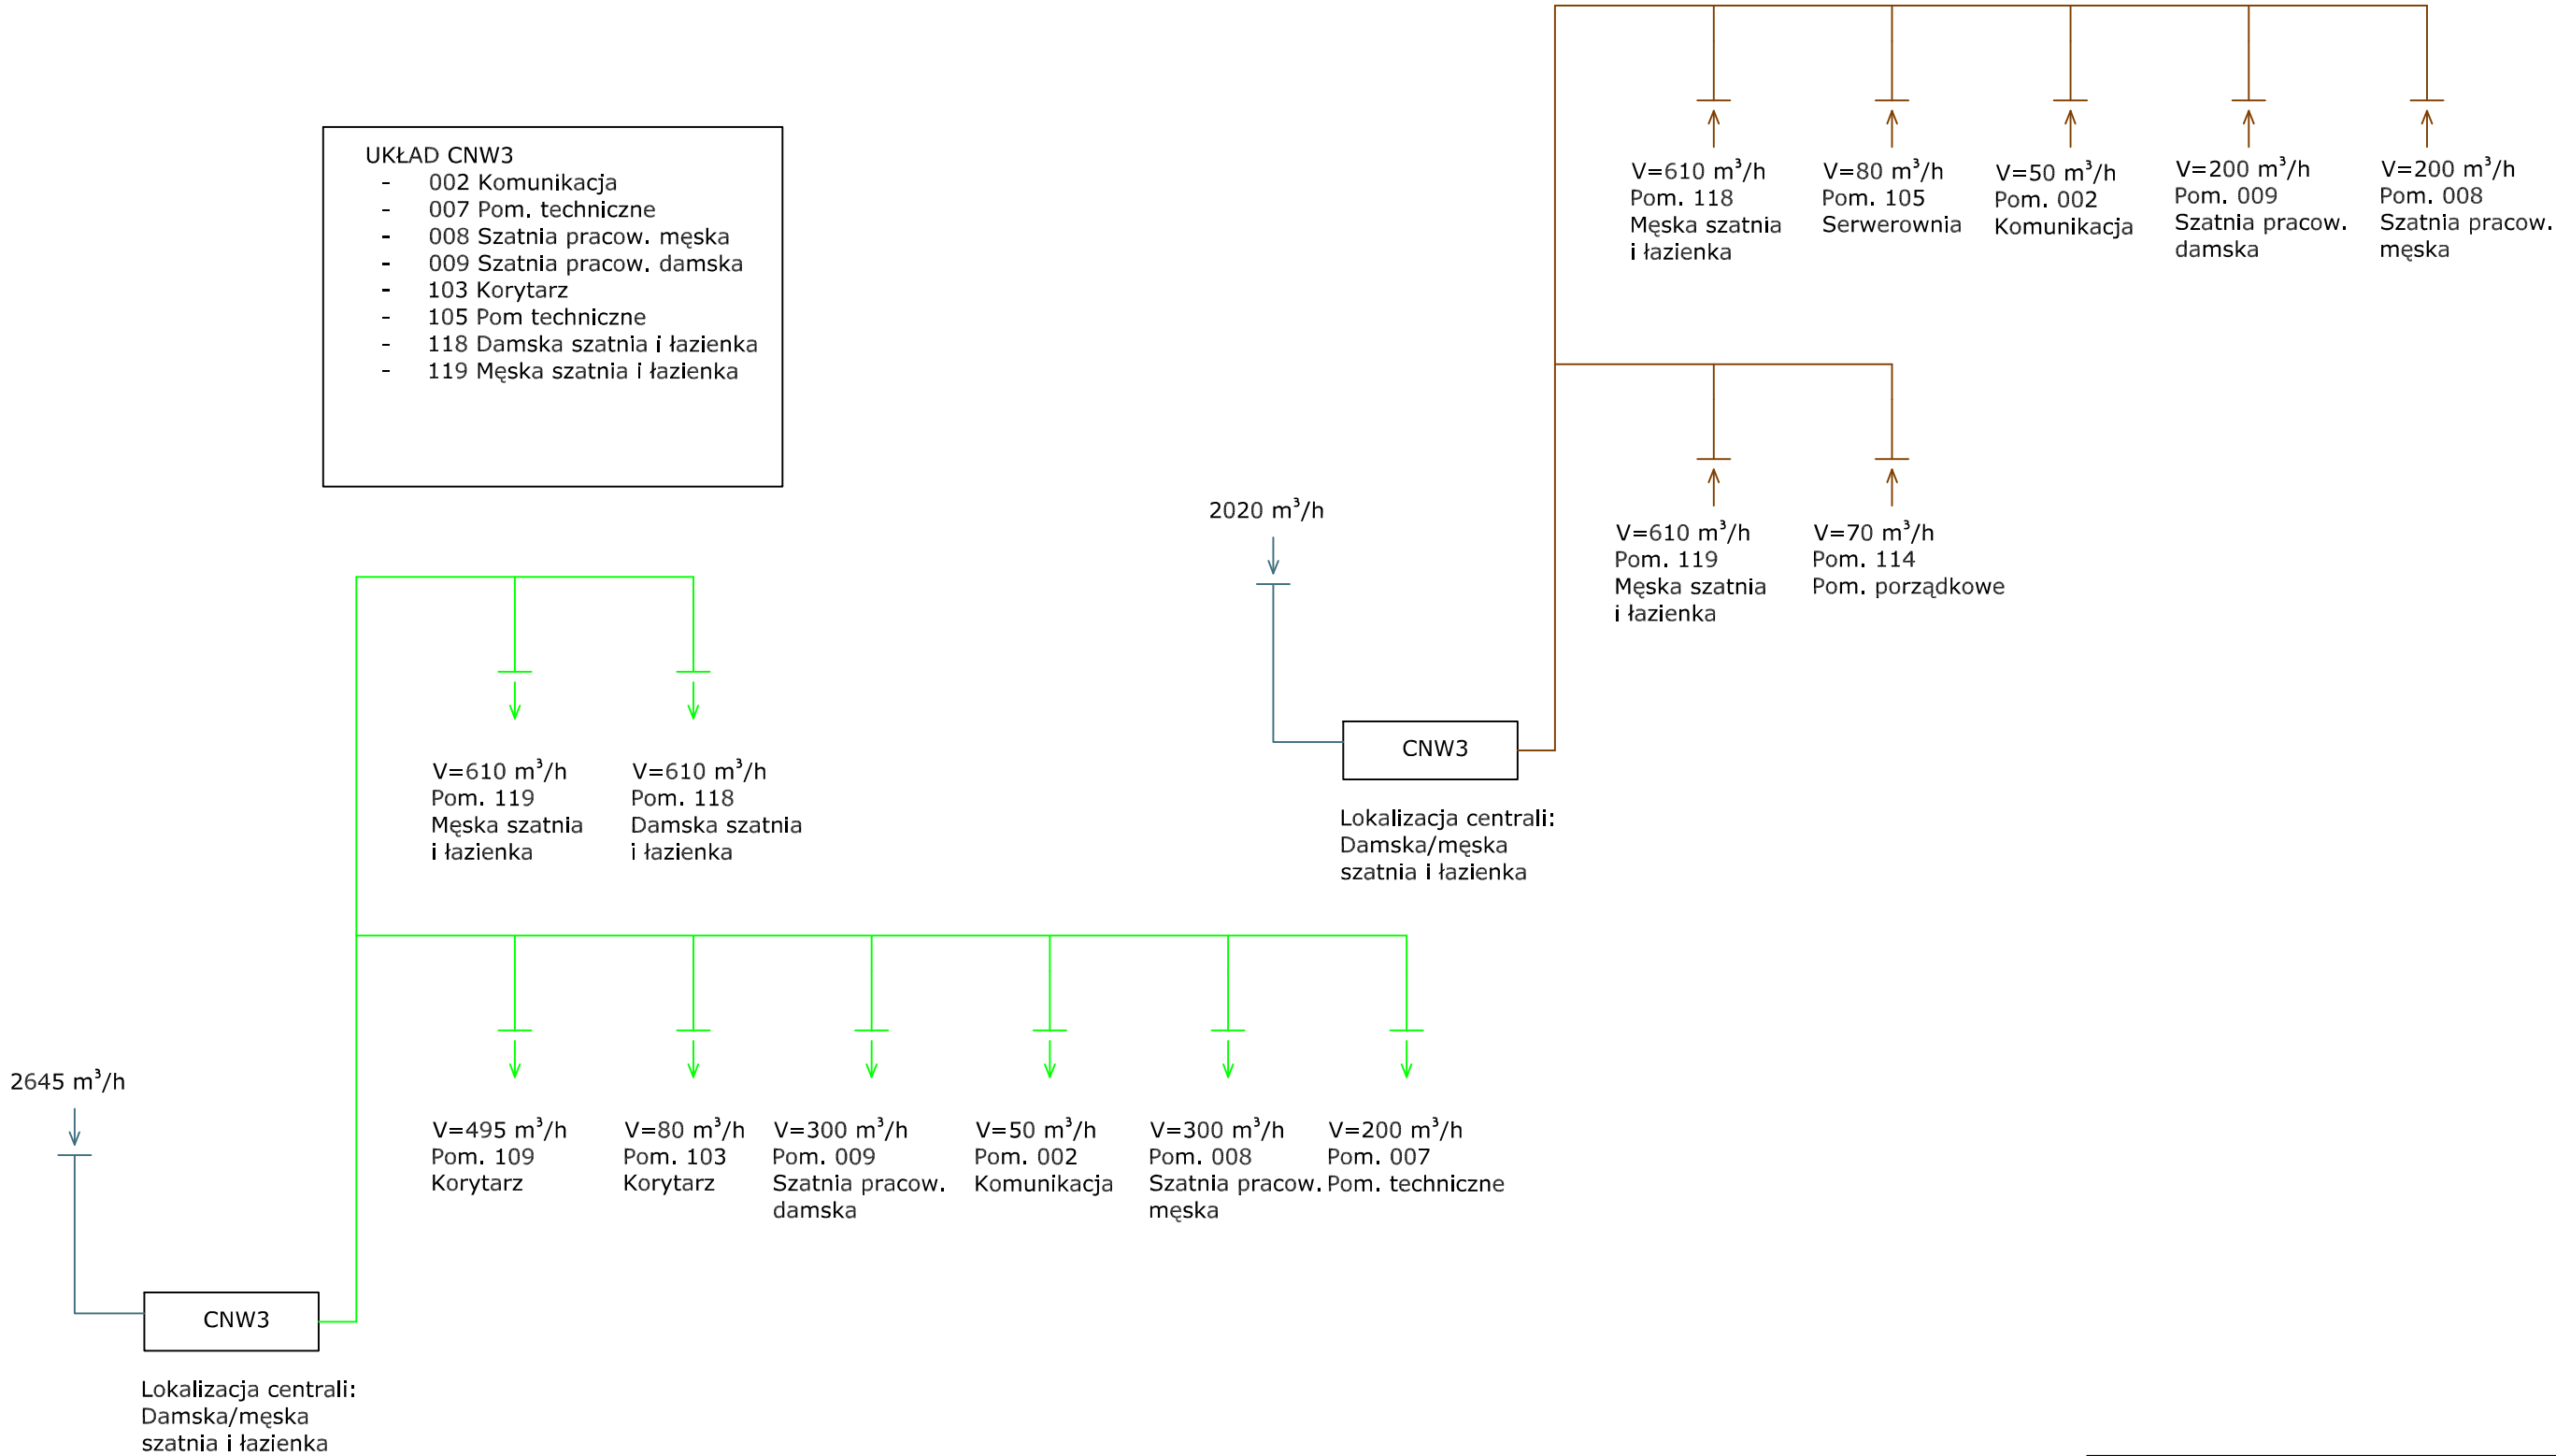 UKŁAD CNW3
- 002 Komunikacja
- 007 Pom. techniczne
- 008 Szatnia pracow. męska
- 009 Szatnia pracow. damska
- 103 Korytarz
- 105 Pom techniczne
- 118 Damska szatnia i łazienka
- 119 Męska szatnia i łazienka
V=610 m³/h
Pom. 118
Męska szatnia
i łazienka
V=80 m³/h
Pom. 105
Serwerownia
V=50 m³/h
Pom. 002
Komunikacja
V=200 m³/h
Pom. 009
Szatnia pracow.
damska
V=200 m³/h
Pom. 008
Szatnia pracow.
męska
V=610 m³/h
Pom. 119
Męska szatnia
i łazienka
V=70 m³/h
Pom. 114
Pom. porządkowe
2020 m³/h
CNW3
Lokalizacja centrali:
Damska/męska
szatnia i łazienka
V=610 m³/h
Pom. 119
Męska szatnia
i łazienka
V=610 m³/h
Pom. 118
Damska szatnia
i łazienka
V=495 m³/h
Pom. 109
Korytarz
V=80 m³/h
Pom. 103
Korytarz
V=300 m³/h
Pom. 009
Szatnia pracow.
damska
V=50 m³/h
Pom. 002
Komunikacja
V=300 m³/h
Pom. 008
Szatnia pracow.
męska
V=200 m³/h
Pom. 007
Pom. techniczne
2645 m³/h
CNW3
Lokalizacja centrali:
Damska/męska
szatnia i łazienka